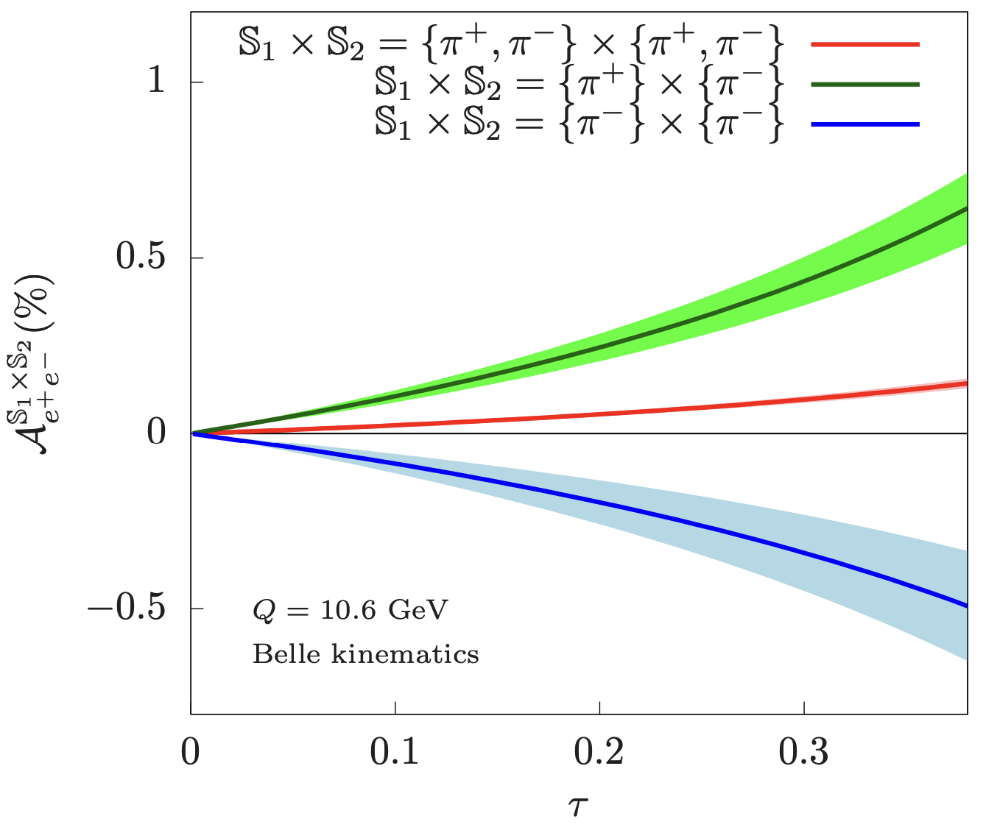 𝕊₁ × 𝕊₂ = {π⁺, π⁻} × {π⁺, π⁻}
𝕊₁ × 𝕊₂ = {π⁺} × {π⁻}
𝕊₁ × 𝕊₂ = {π⁻} × {π⁻}
1
0.5
0
−0.5
𝒜_{e⁺e⁻}^{𝕊₁×𝕊₂}(%)
Q = 10.6 GeV
Belle kinematics
0 0.1 0.2 0.3
τ